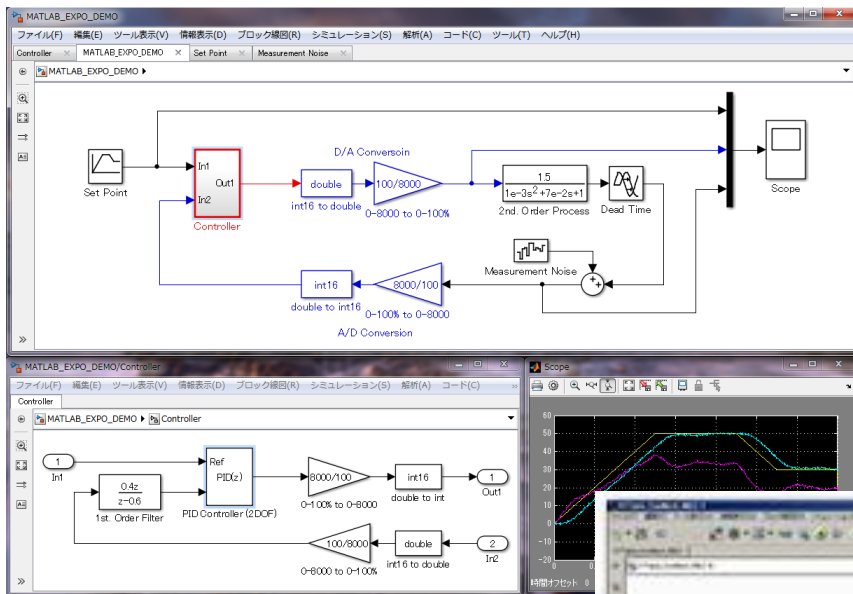 MATLAB_EXPO_DEMO
ファイル(F) 編集(E) ツール表示(V) 情報表示(D) ブロック線図(R) シミュレーション(S) 解析(A) コード(C) ツール(T) ヘルプ(H)
Controller MATLAB_EXPO_DEMO Set Point Measurement Noise
MATLAB_EXPO_DEMO
Set Point
In1
In2
Out1
Controller
D/A Conversoin
double
int16 to double
100/8000
0-8000 to 0-100%
1.5
1e-3s²+7e-2s+1
2nd. Order Process
Dead Time
Scope
Measurement Noise
int16
double to int16
8000/100
0-100% to 0-8000
A/D Conversion
MATLAB_EXPO_DEMO/Controller
ファイル(F) 編集(E) ツール表示(V) 情報表示(D) ブロック線図(R) シミュレーション(S) 解析(A) コード(C)
Controller
MATLAB_EXPO_DEMO Controller
1
In1
0.4z
z-0.6
1st. Order Filter
Ref
PID(z)
PID Controller (2DOF)
8000/100
0-100% to 0-8000
int16
double to int
1
Out1
100/8000
0-8000 to 0-100%
double
int16 to double
2
In2
Scope
60
50
40
30
20
10
0
-10
-20
0
時間オフセット 0